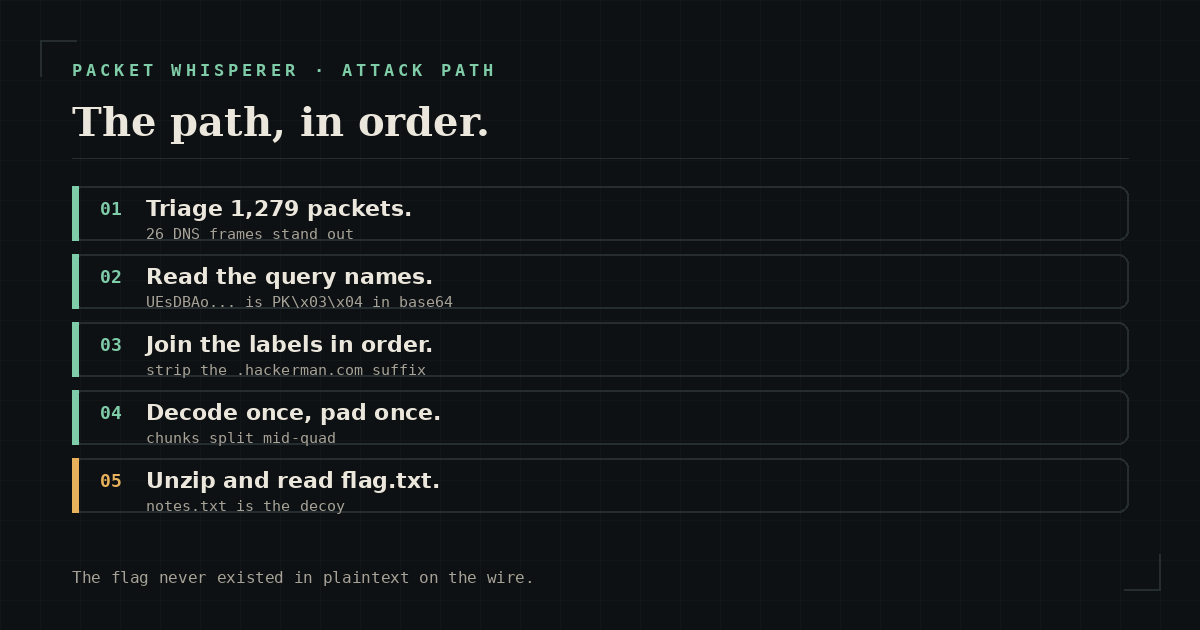 PACKET WHISPERER · ATTACK PATH
The path, in order.
01 Triage 1,279 packets.
26 DNS frames stand out
02 Read the query names.
UEsDBAo... is PK\x03\x04 in base64
03 Join the labels in order.
strip the .hackerman.com suffix
04 Decode once, pad once.
chunks split mid-quad
05 Unzip and read flag.txt.
notes.txt is the decoy
The flag never existed in plaintext on the wire.